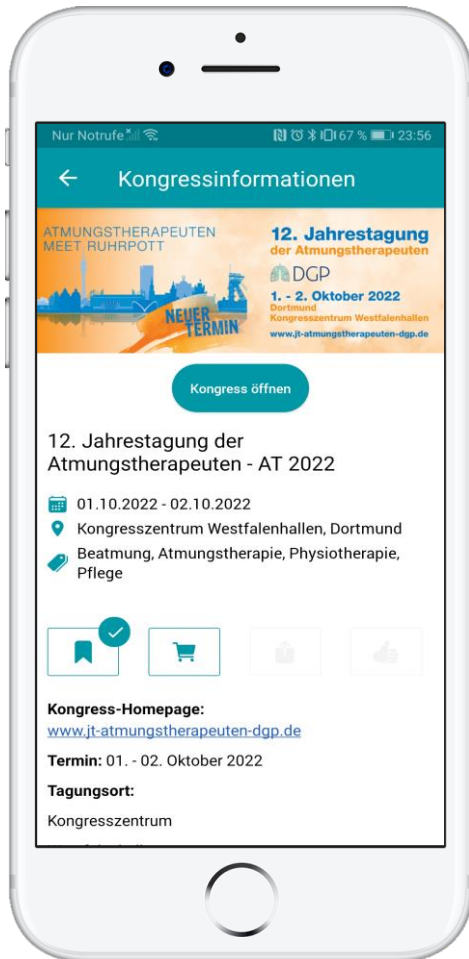 Nur Notrufe 67 % 23:56
Kongressinformationen
ATMUNGSTHERAPEUTEN
MEET RUHRPOTT
NEUER
TERMIN
12. Jahrestagung
der Atmungstherapeuten
DGP
1. - 2. Oktober 2022
Dortmund
Kongresszentrum Westfalenhallen
www.jt-atmungstherapeuten-dgp.de
Kongress öffnen
12. Jahrestagung der
Atmungstherapeuten - AT 2022
01.10.2022 - 02.10.2022
Kongresszentrum Westfalenhallen, Dortmund
Beatmung, Atmungstherapie, Physiotherapie,
Pflege
Kongress-Homepage:
www.jt-atmungstherapeuten-dgp.de
Termin: 01. - 02. Oktober 2022
Tagungsort:
Kongresszentrum